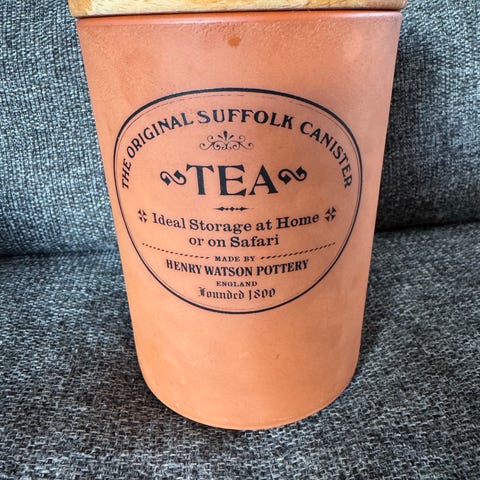 THE ORIGINAL SUFFOLK CANISTER
TEA
Ideal Storage at Home
or on Safari
MADE BY
HENRY WATSON POTTERY
ENGLAND
Founded 1800